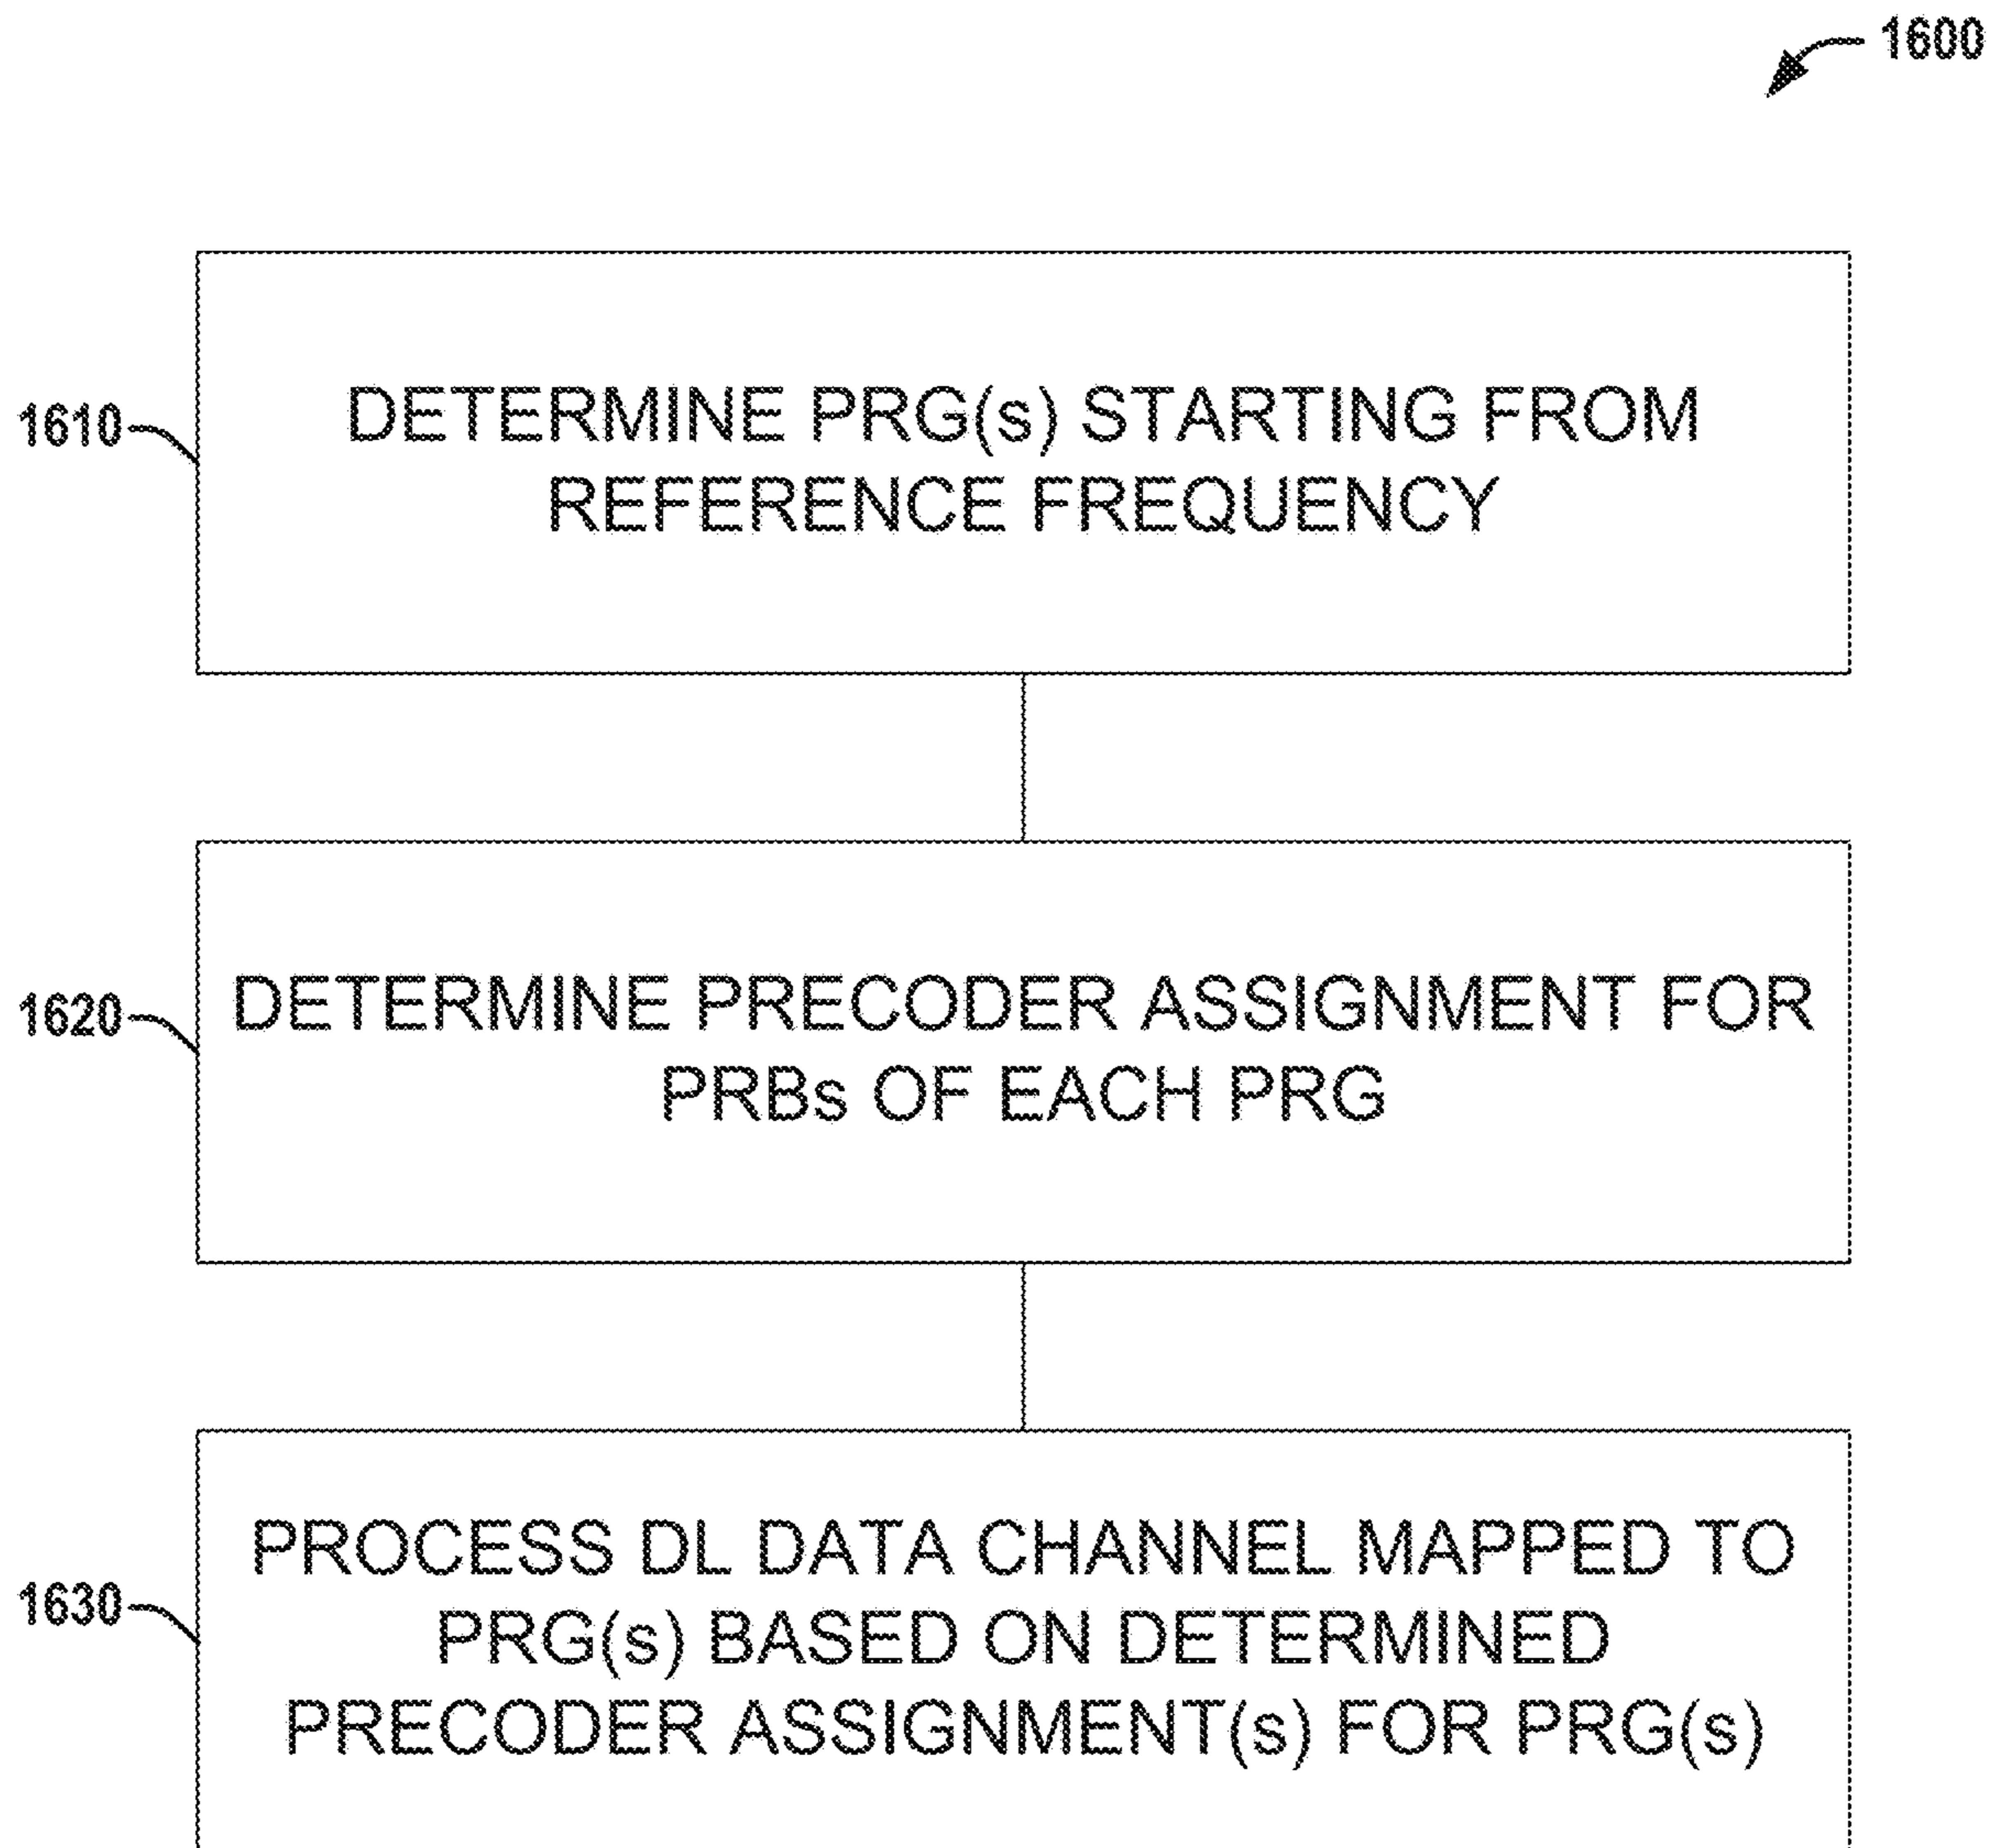 1600
1610
DETERMINE PRG(s) STARTING FROM
REFERENCE FREQUENCY
1620
DETERMINE PRECODER ASSIGNMENT FOR
PRBs OF EACH PRG
1630
PROCESS DL DATA CHANNEL MAPPED TO
PRG(s) BASED ON DETERMINED
PRECODER ASSIGNMENT(s) FOR PRG(s)